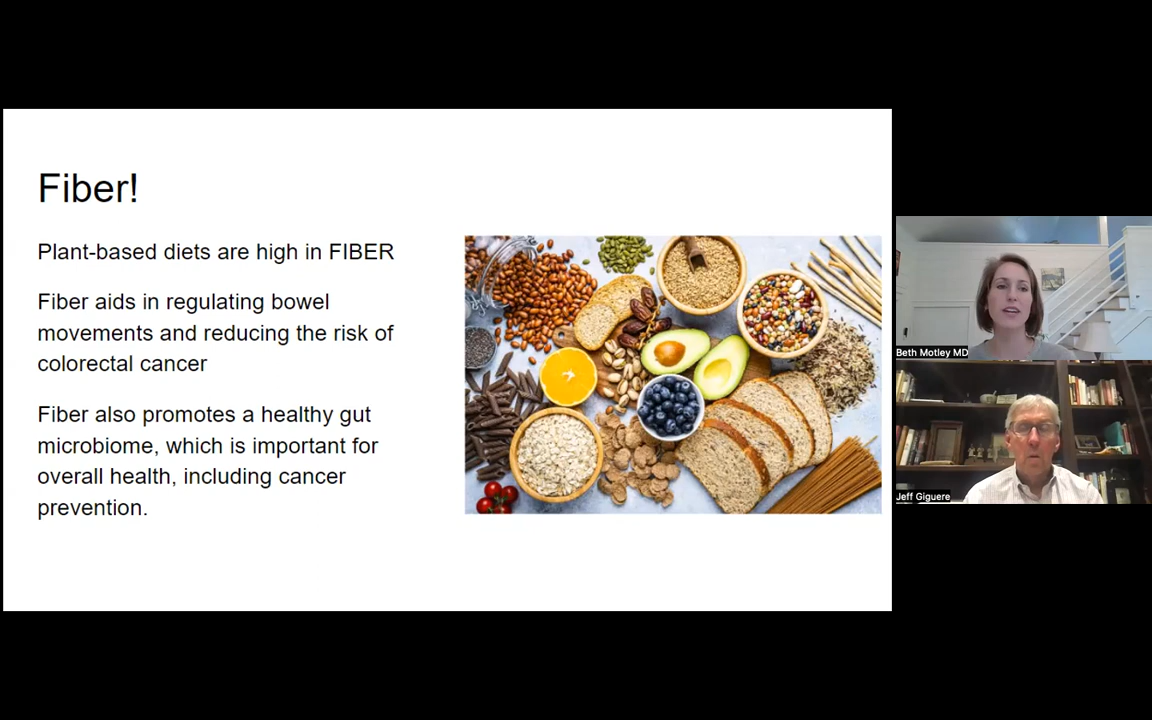 Fiber!
Plant-based diets are high in FIBER
Fiber aids in regulating bowel
movements and reducing the risk of
colorectal cancer
Fiber also promotes a healthy gut
microbiome, which is important for
overall health, including cancer
prevention.
Beth Motley MD
Jeff Giguere